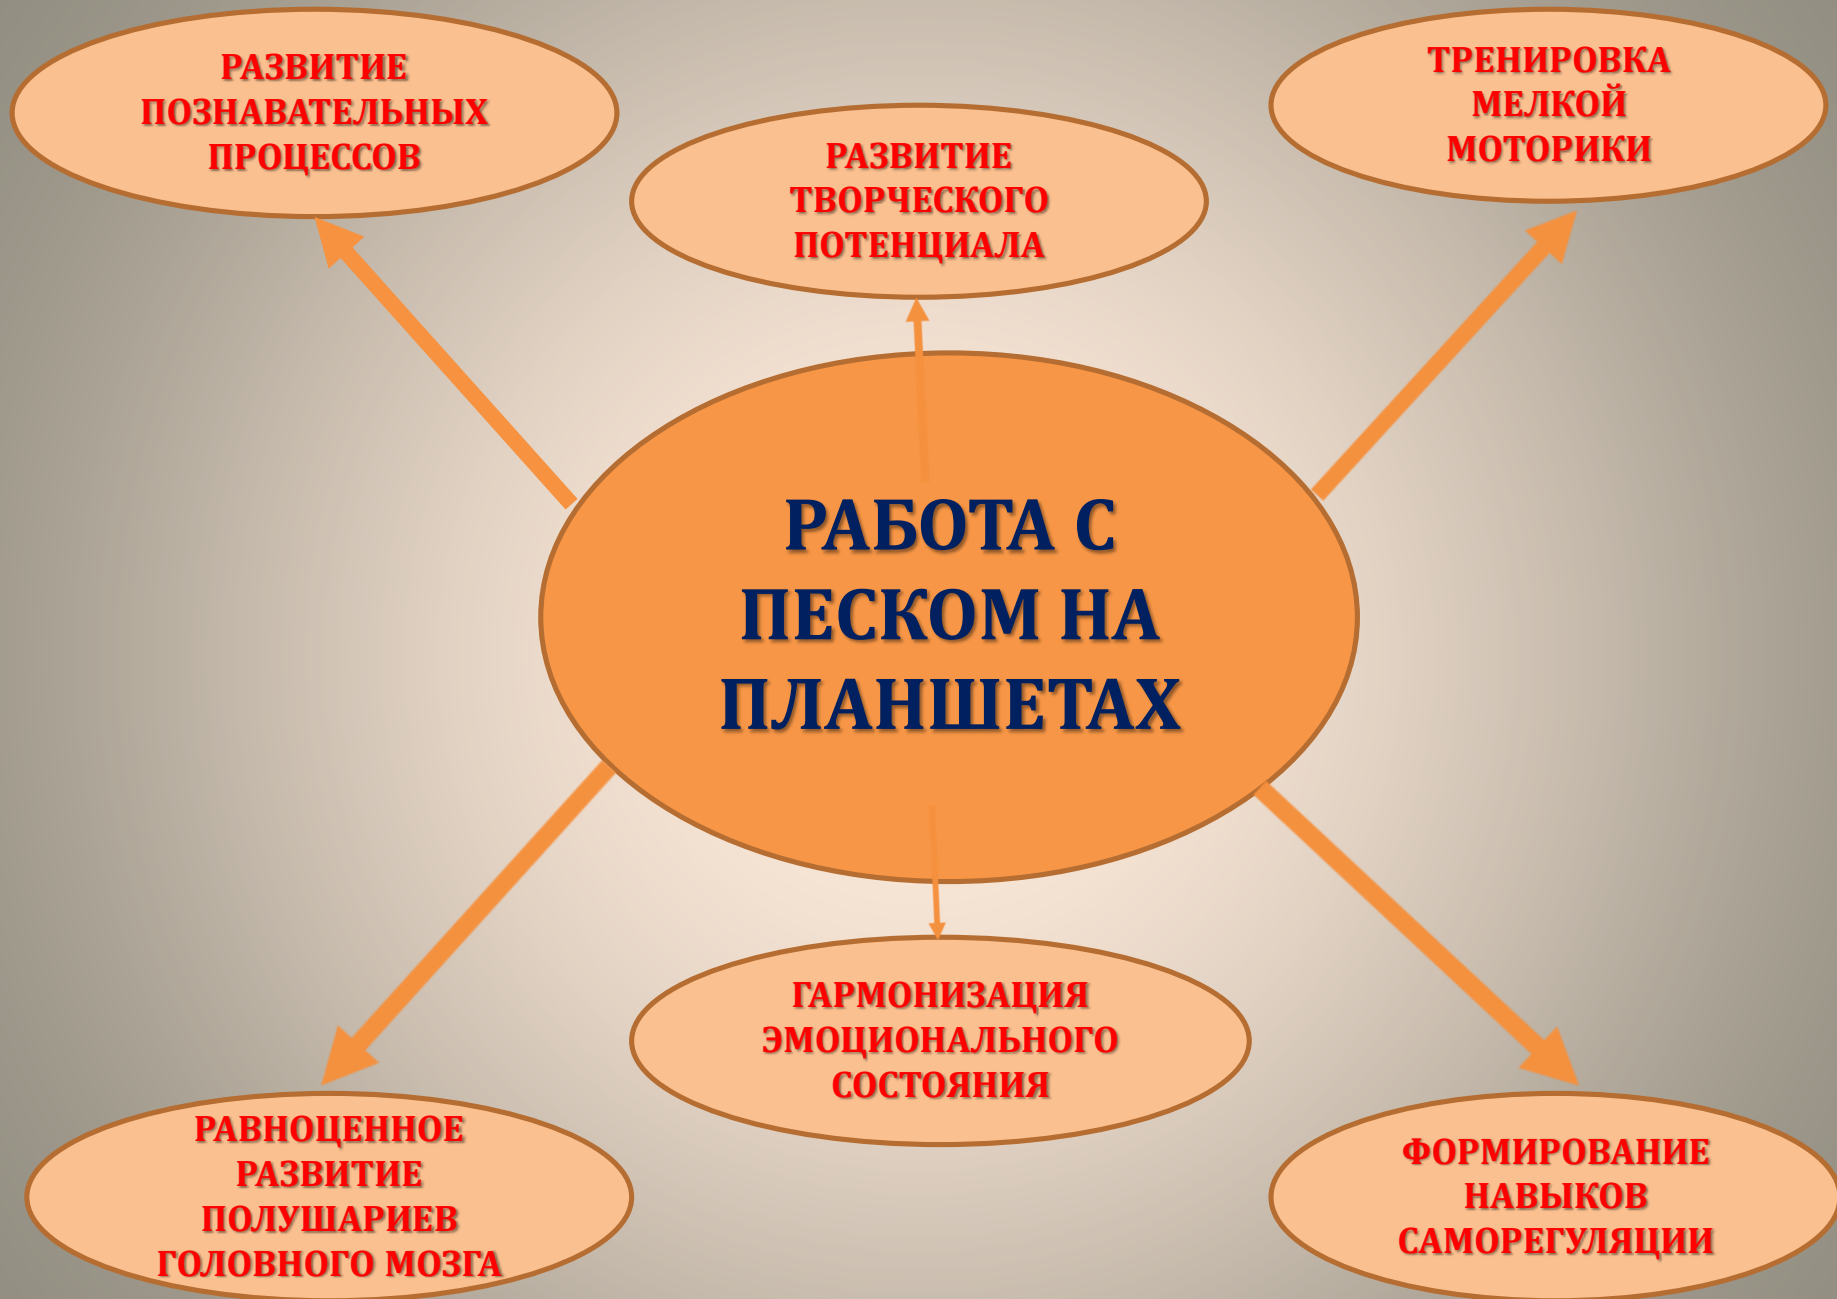 РАЗВИТИЕ
ПОЗНАВАТЕЛЬНЫХ
ПРОЦЕССОВ
РАЗВИТИЕ
ТВОРЧЕСКОГО
ПОТЕНЦИАЛА
ТРЕНИРОВКА
МЕЛКОЙ
МОТОРИКИ
РАБОТА С
ПЕСКОМ НА
ПЛАНШЕТАХ
РАВНОЦЕННОЕ
РАЗВИТИЕ
ПОЛУШАРИЕВ
ГОЛОВНОГО МОЗГА
ГАРМОНИЗАЦИЯ
ЭМОЦИОНАЛЬНОГО
СОСТОЯНИЯ
ФОРМИРОВАНИЕ
НАВЫКОВ
САМОРЕГУЛЯЦИИ